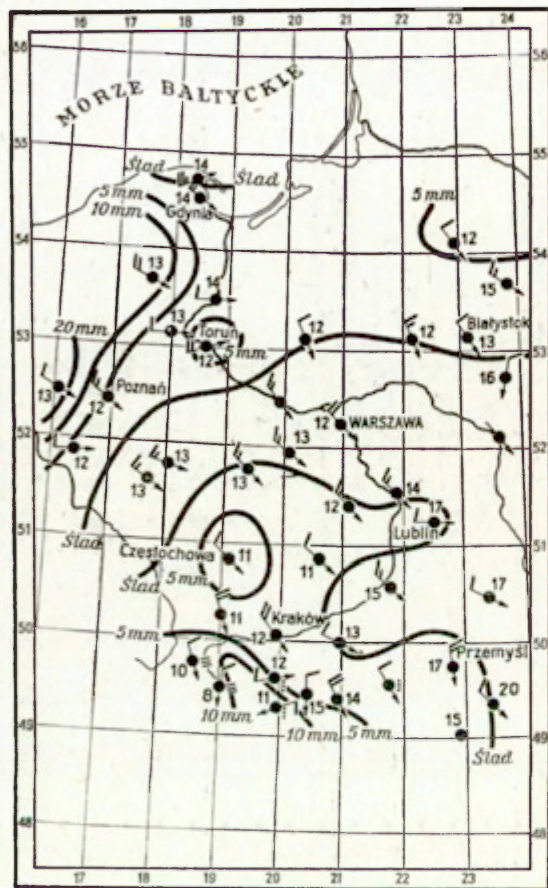 16 17 18 19 20 21 22 23 24
56
MORZE BAŁTYCKIE
55
Ślad 14 Ślad
5 mm
14
Gdynia
10 mm
5 mm
12
54
13
14
15
20 mm
13
Toruń
12
12
Białystok
53
12
5 mm
13
16
13
Poznań
12
12
WARSZAWA
52
12
13
13
13
13
14
12
17
51
Ślad
Częstochowa
11
11
Lublin
Ślad
5 mm
15
17
11
50
5 mm
12
Kraków
13
Przemyśl
10
12
17
8
11
15
14
20
49
10 mm
10 mm
5 mm
15
Ślad
48
17 18 19 20 21 22 23